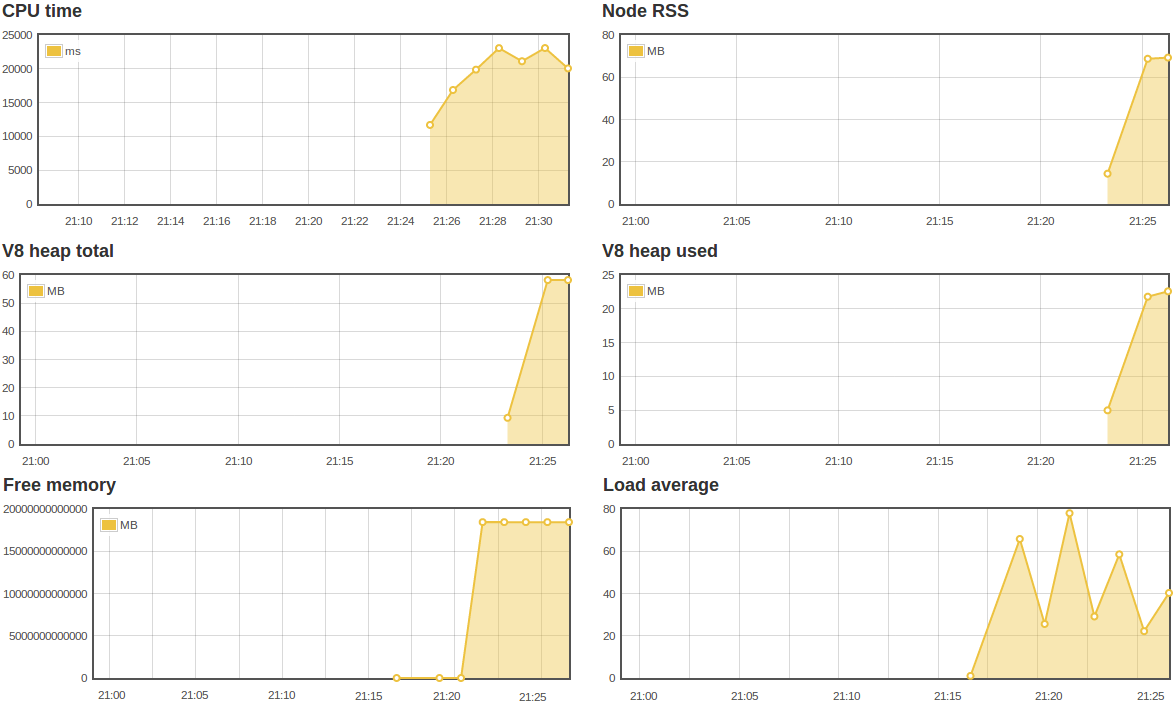 CPU time
25000
20000
15000
10000
5000
0
ms
21:10 21:12 21:14 21:16 21:18 21:20 21:22 21:24 21:26 21:28 21:30
Node RSS
80
60
40
20
0
MB
21:00 21:05 21:10 21:15 21:20 21:25
V8 heap total
60
50
40
30
20
10
0
MB
21:00 21:05 21:10 21:15 21:20 21:25
V8 heap used
25
20
15
10
5
0
MB
21:00 21:05 21:10 21:15 21:20 21:25
Free memory
20000000000000
15000000000000
10000000000000
5000000000000
0
MB
21:00 21:05 21:10 21:15 21:20 21:25
Load average
80
60
40
20
0
21:00 21:05 21:10 21:15 21:20 21:25